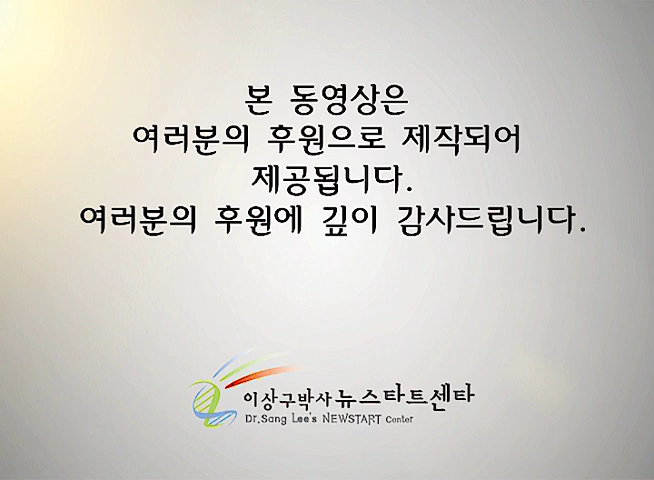 본 동영상은
여러분의 후원으로 제작되어
제공됩니다.
여러분의 후원에 깊이 감사드립니다.
이상구박사 뉴스타트센타
Dr.Sang Lee's NEWSTART Center